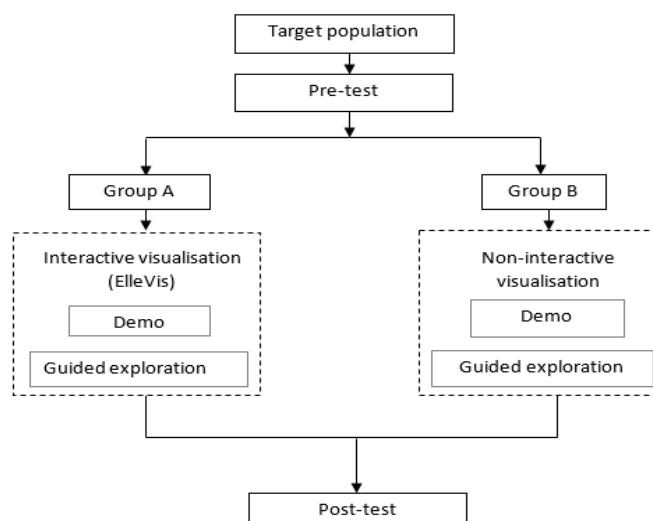 Target population
Pre-test
Group A
Group B
Interactive visualisation
(ElleVis)
Demo
Guided exploration
Non-interactive
visualisation
Demo
Guided exploration
Post-test